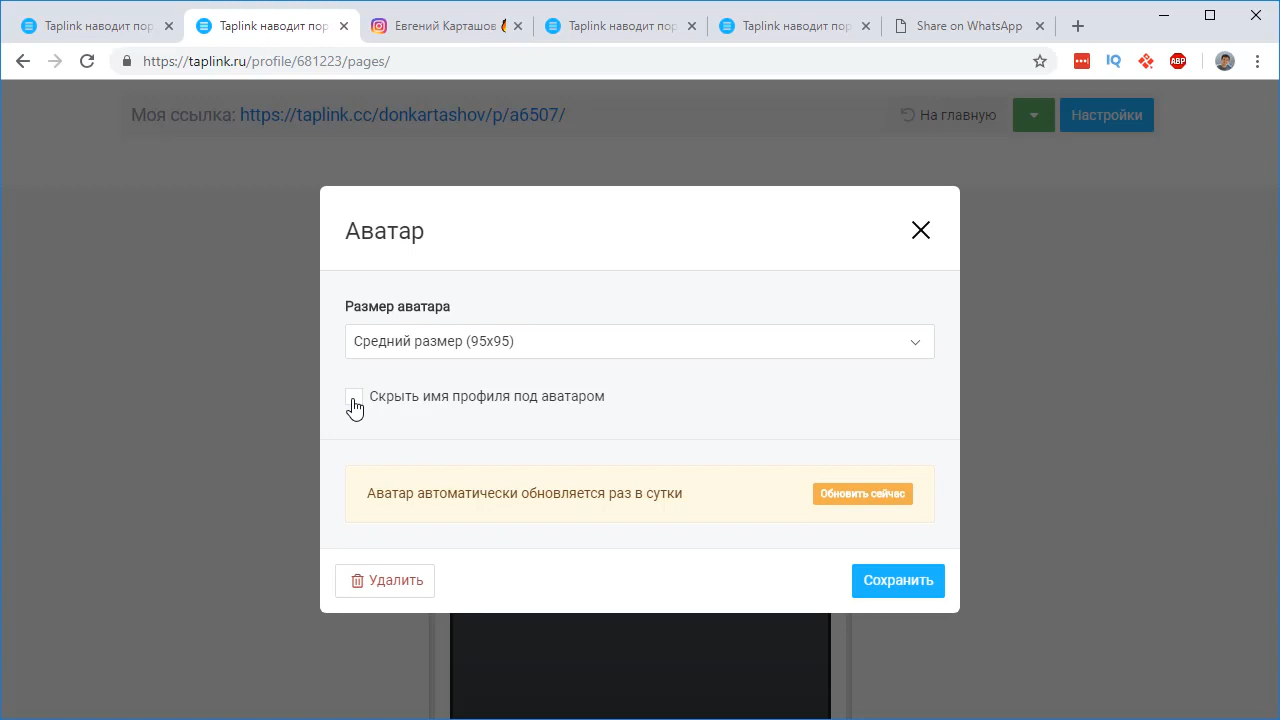 Taplink наводит пор
Taplink наводит пор
Евгений Карташов
Taplink наводит пор
Taplink наводит пор
Share on WhatsApp
https://taplink.ru/profile/681223/pages/
IQ
ABP
Моя ссылка: https://taplink.cc/donkartashov/p/a6507/
На главную
Настройки
Аватар
Размер аватара
Средний размер (95x95)
Скрыть имя профиля под аватаром
Аватар автоматически обновляется раз в сутки
Обновить сейчас
Удалить
Сохранить